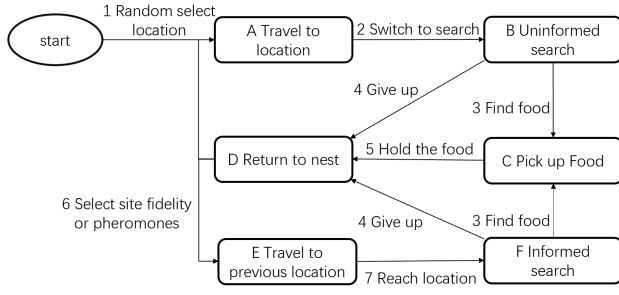 1 Random select
location
start
A Travel to
location
2 Switch to search
B Uninformed
search
4 Give up
3 Find food
D Return to nest
5 Hold the food
C Pick up Food
6 Select site fidelity
or pheromones
4 Give up
3 Find food
E Travel to
previous location
7 Reach location
F Informed
search